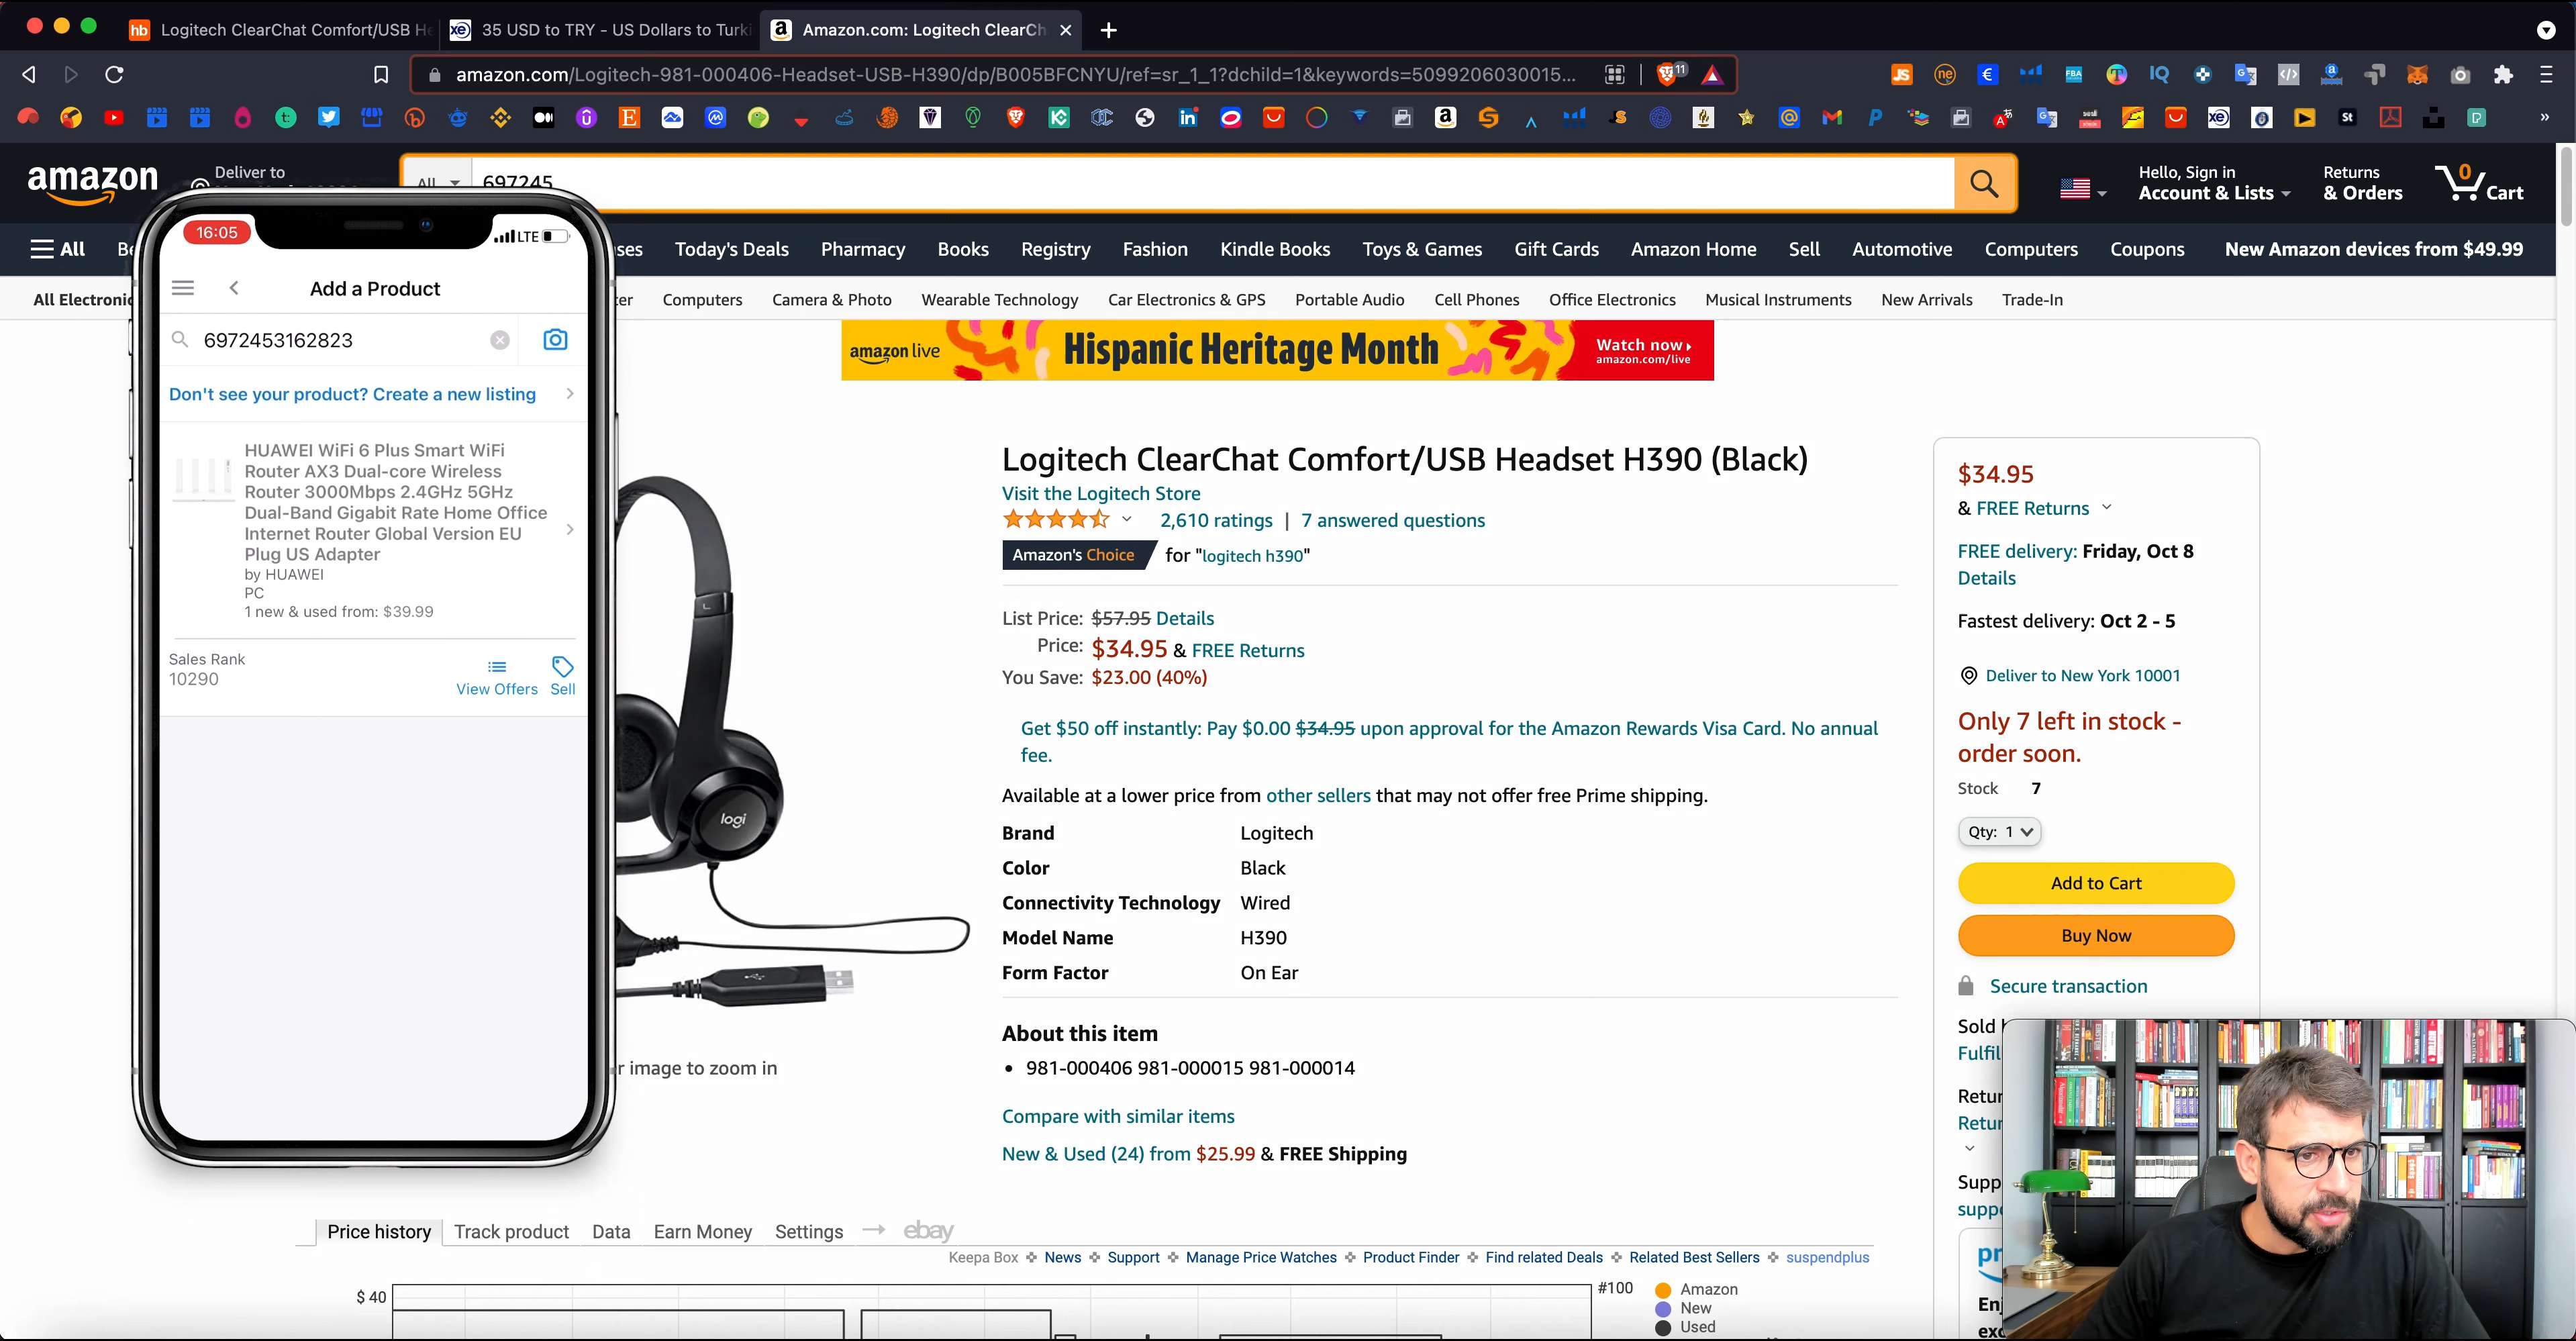 Logitech ClearChat Comfort/USB He
35 USD to TRY - US Dollars to Turki
Amazon.com: Logitech ClearCh
amazon.com/Logitech-981-000406-Headset-USB-H390/dp/B005BFCNYU/ref=sr_1_1?dchild=1&keywords=5099206030015...
amazon
Deliver to
All
697245
Hello, Sign in
Account & Lists
Returns
& Orders
0
Cart
All
Today's Deals
Pharmacy
Books
Registry
Fashion
Kindle Books
Toys & Games
Gift Cards
Amazon Home
Sell
Automotive
Computers
Coupons
New Amazon devices from $49.99
All Electronic
Computers
Camera & Photo
Wearable Technology
Car Electronics & GPS
Portable Audio
Cell Phones
Office Electronics
Musical Instruments
New Arrivals
Trade-In
amazon live
Hispanic Heritage Month
Watch now
amazon.com/live
16:05
LTE
Add a Product
6972453162823
Don't see your product? Create a new listing
HUAWEI WiFi 6 Plus Smart WiFi
Router AX3 Dual-core Wireless
Router 3000Mbps 2.4GHz 5GHz
Dual-Band Gigabit Rate Home Office
Internet Router Global Version EU
Plug US Adapter
by HUAWEI
PC
1 new & used from: $39.99
Sales Rank
10290
View Offers
Sell
logi
r image to zoom in
Logitech ClearChat Comfort/USB Headset H390 (Black)
Visit the Logitech Store
2,610 ratings | 7 answered questions
Amazon's Choice for "logitech h390"
List Price: $57.95 Details
Price: $34.95 & FREE Returns
You Save: $23.00 (40%)
Get $50 off instantly: Pay $0.00 $34.95 upon approval for the Amazon Rewards Visa Card. No annual
fee.
Available at a lower price from other sellers that may not offer free Prime shipping.
Brand Logitech
Color Black
Connectivity Technology Wired
Model Name H390
Form Factor On Ear
About this item
• 981-000406 981-000015 981-000014
Compare with similar items
New & Used (24) from $25.99 & FREE Shipping
$34.95
& FREE Returns
FREE delivery: Friday, Oct 8
Details
Fastest delivery: Oct 2 - 5
Deliver to New York 10001
Only 7 left in stock -
order soon.
Stock 7
Qty: 1
Add to Cart
Buy Now
Secure transaction
Sold
Fulfil
Retur
Retur
Supp
suppo
Price history
Track product
Data
Earn Money
Settings
ebay
Keepa Box
News
Support
Manage Price Watches
Product Finder
Find related Deals
Related Best Sellers
suspendplus
$ 40
#100
Amazon
New
Used